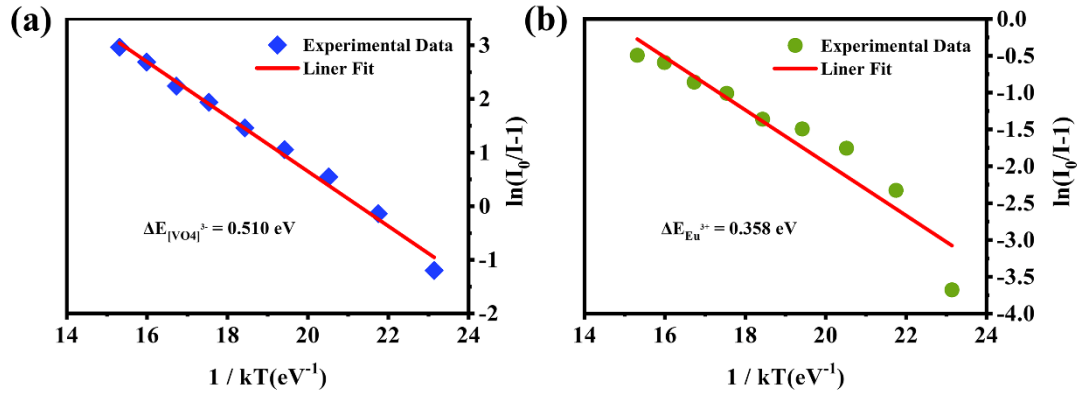 (a)
Experimental Data
Liner Fit
ΔE[VO4]³⁻ = 0.510 eV
3
2
1
0
-1
-2
ln(I₀/I-1)
14 16 18 20 22 24
1 / kT(eV⁻¹)
(b)
Experimental Data
Liner Fit
ΔEEu³⁺ = 0.358 eV
0.0
-0.5
-1.0
-1.5
-2.0
-2.5
-3.0
-3.5
-4.0
ln(I₀/I-1)
14 16 18 20 22 24
1 / kT(eV⁻¹)